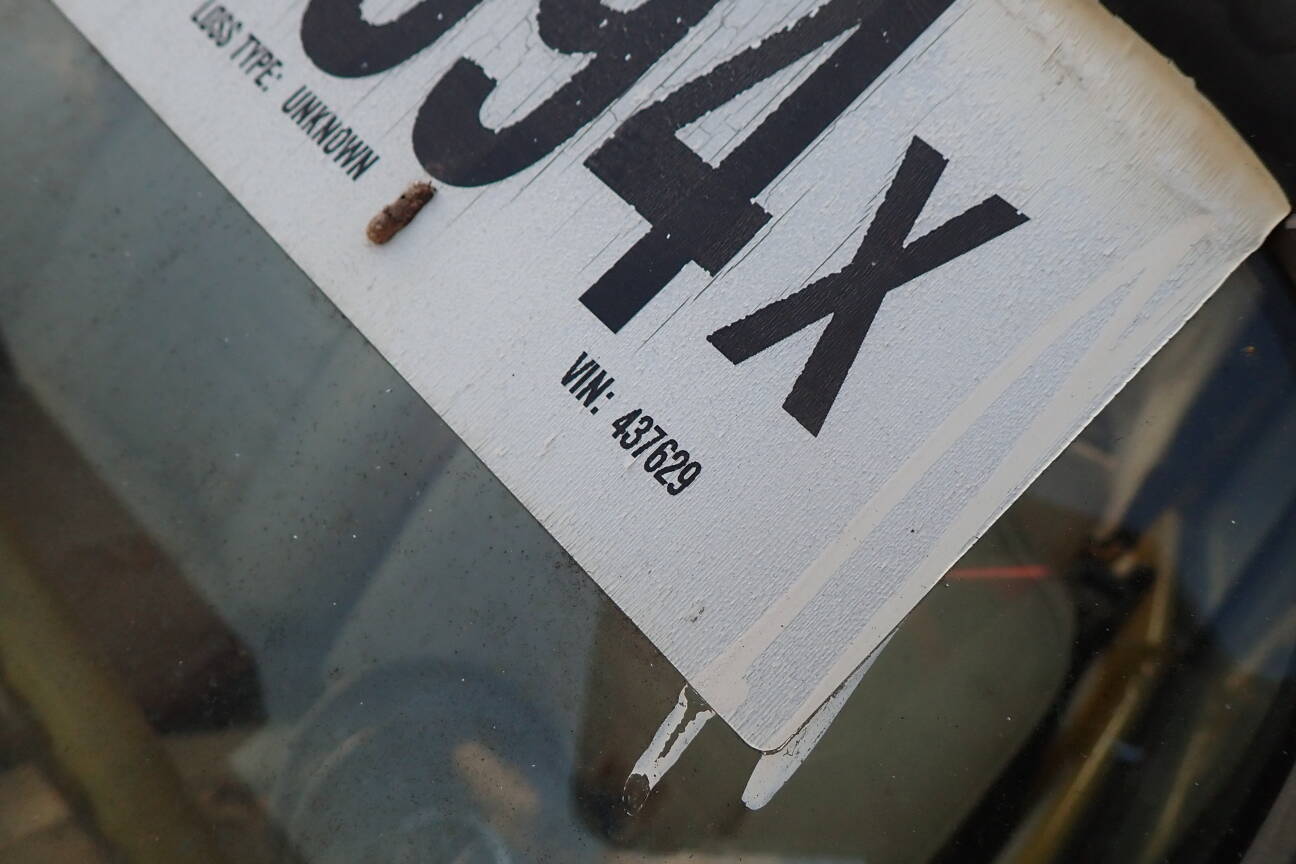 94X
LOSS TYPE: UNKNOWN
VIN: 437629